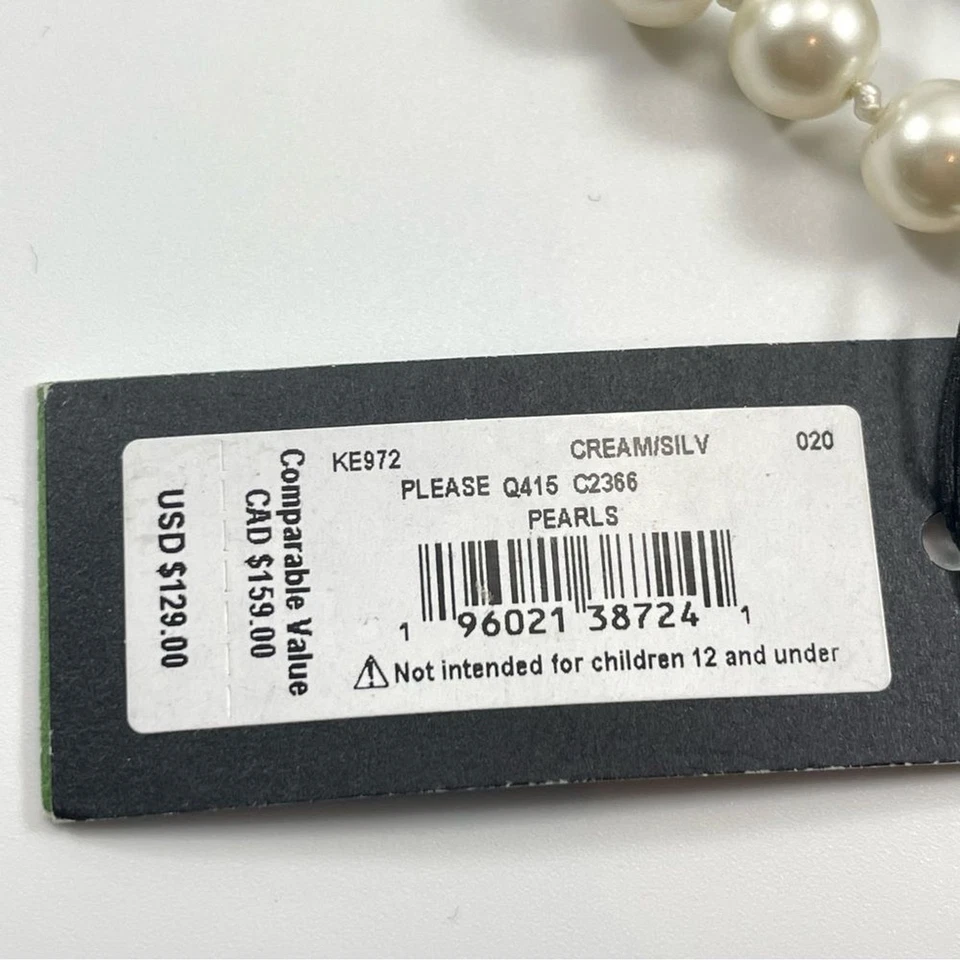 KE972 CREAM/SILV 020
PLEASE Q415 C2366
PEARLS
1 96021 38724 1
⚠ Not intended for children 12 and under
Comparable Value
CAD $159.00
USD $129.00